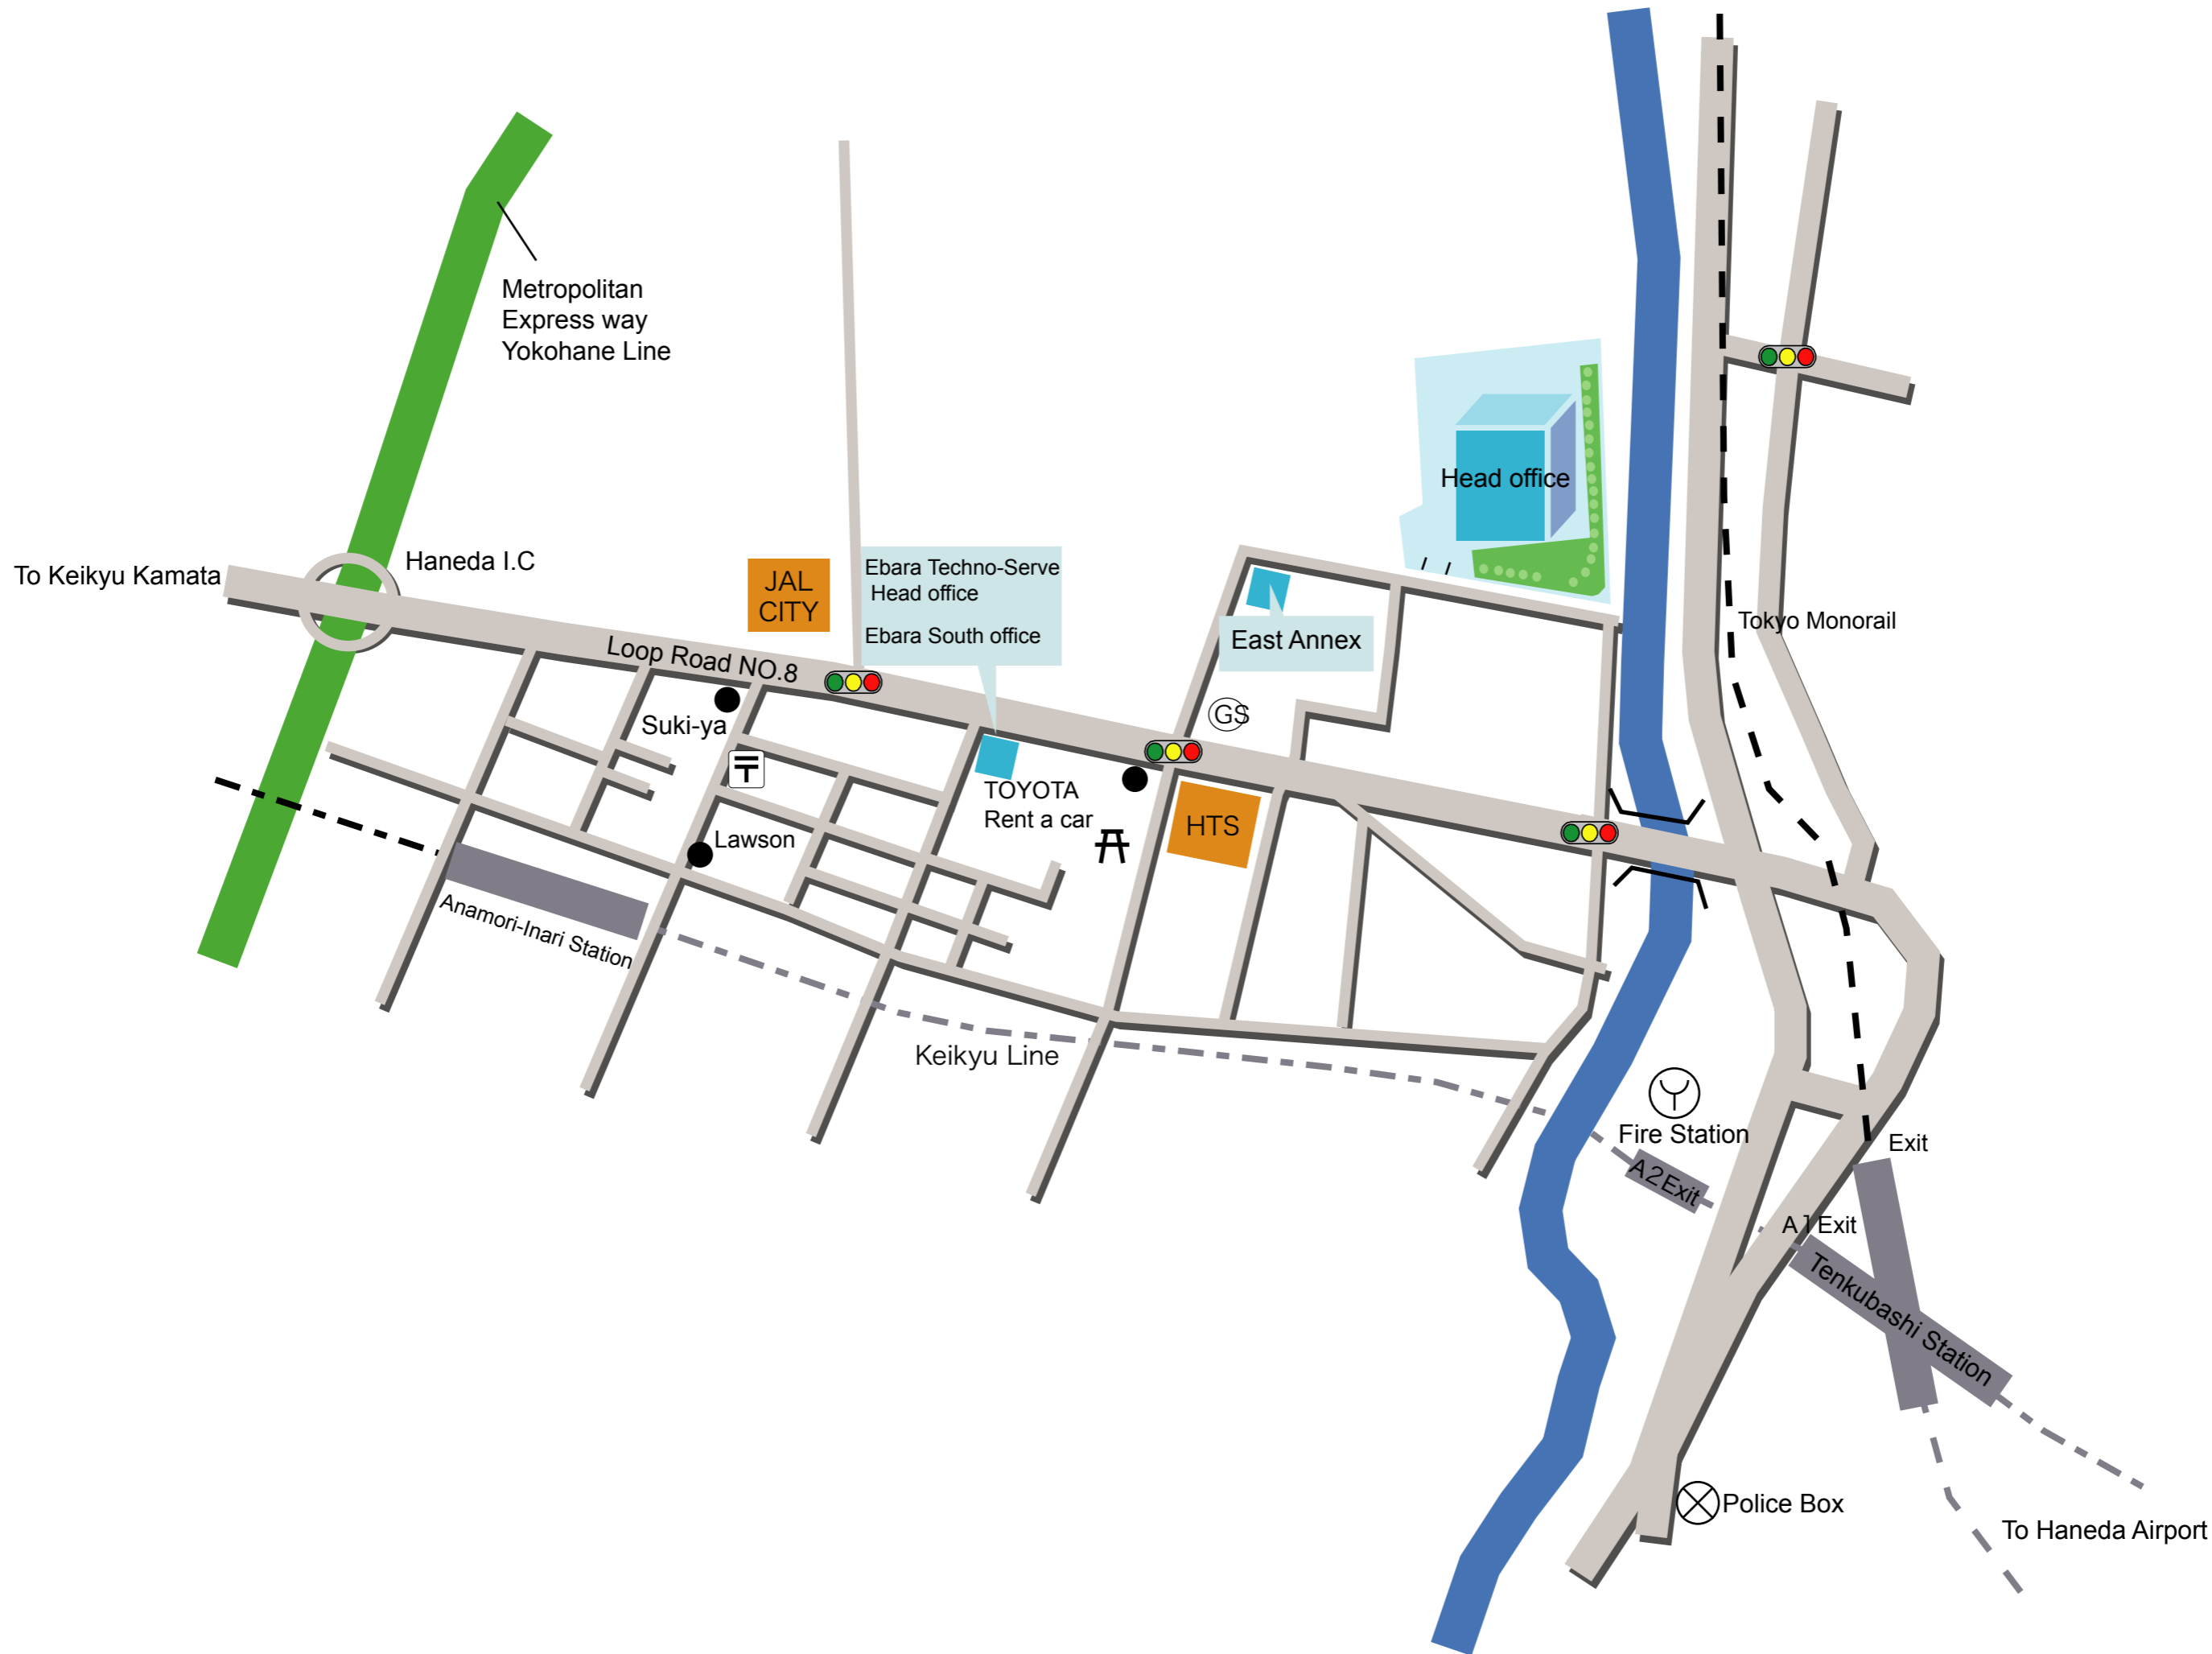 Metropolitan
Express way
Yokohane Line
Head office
To Keikyu Kamata
Haneda I.C
JAL
CITY
Ebara Techno-Serve
Head office
Ebara South office
East Annex
Tokyo Monorail
Loop Road NO.8
Suki-ya
GS
TOYOTA
Rent a car
HTS
Lawson
Anamori-Inari Station
Keikyu Line
Fire Station
Exit
A2Exit
A1Exit
Tenkubashi Station
Police Box
To Haneda Airport